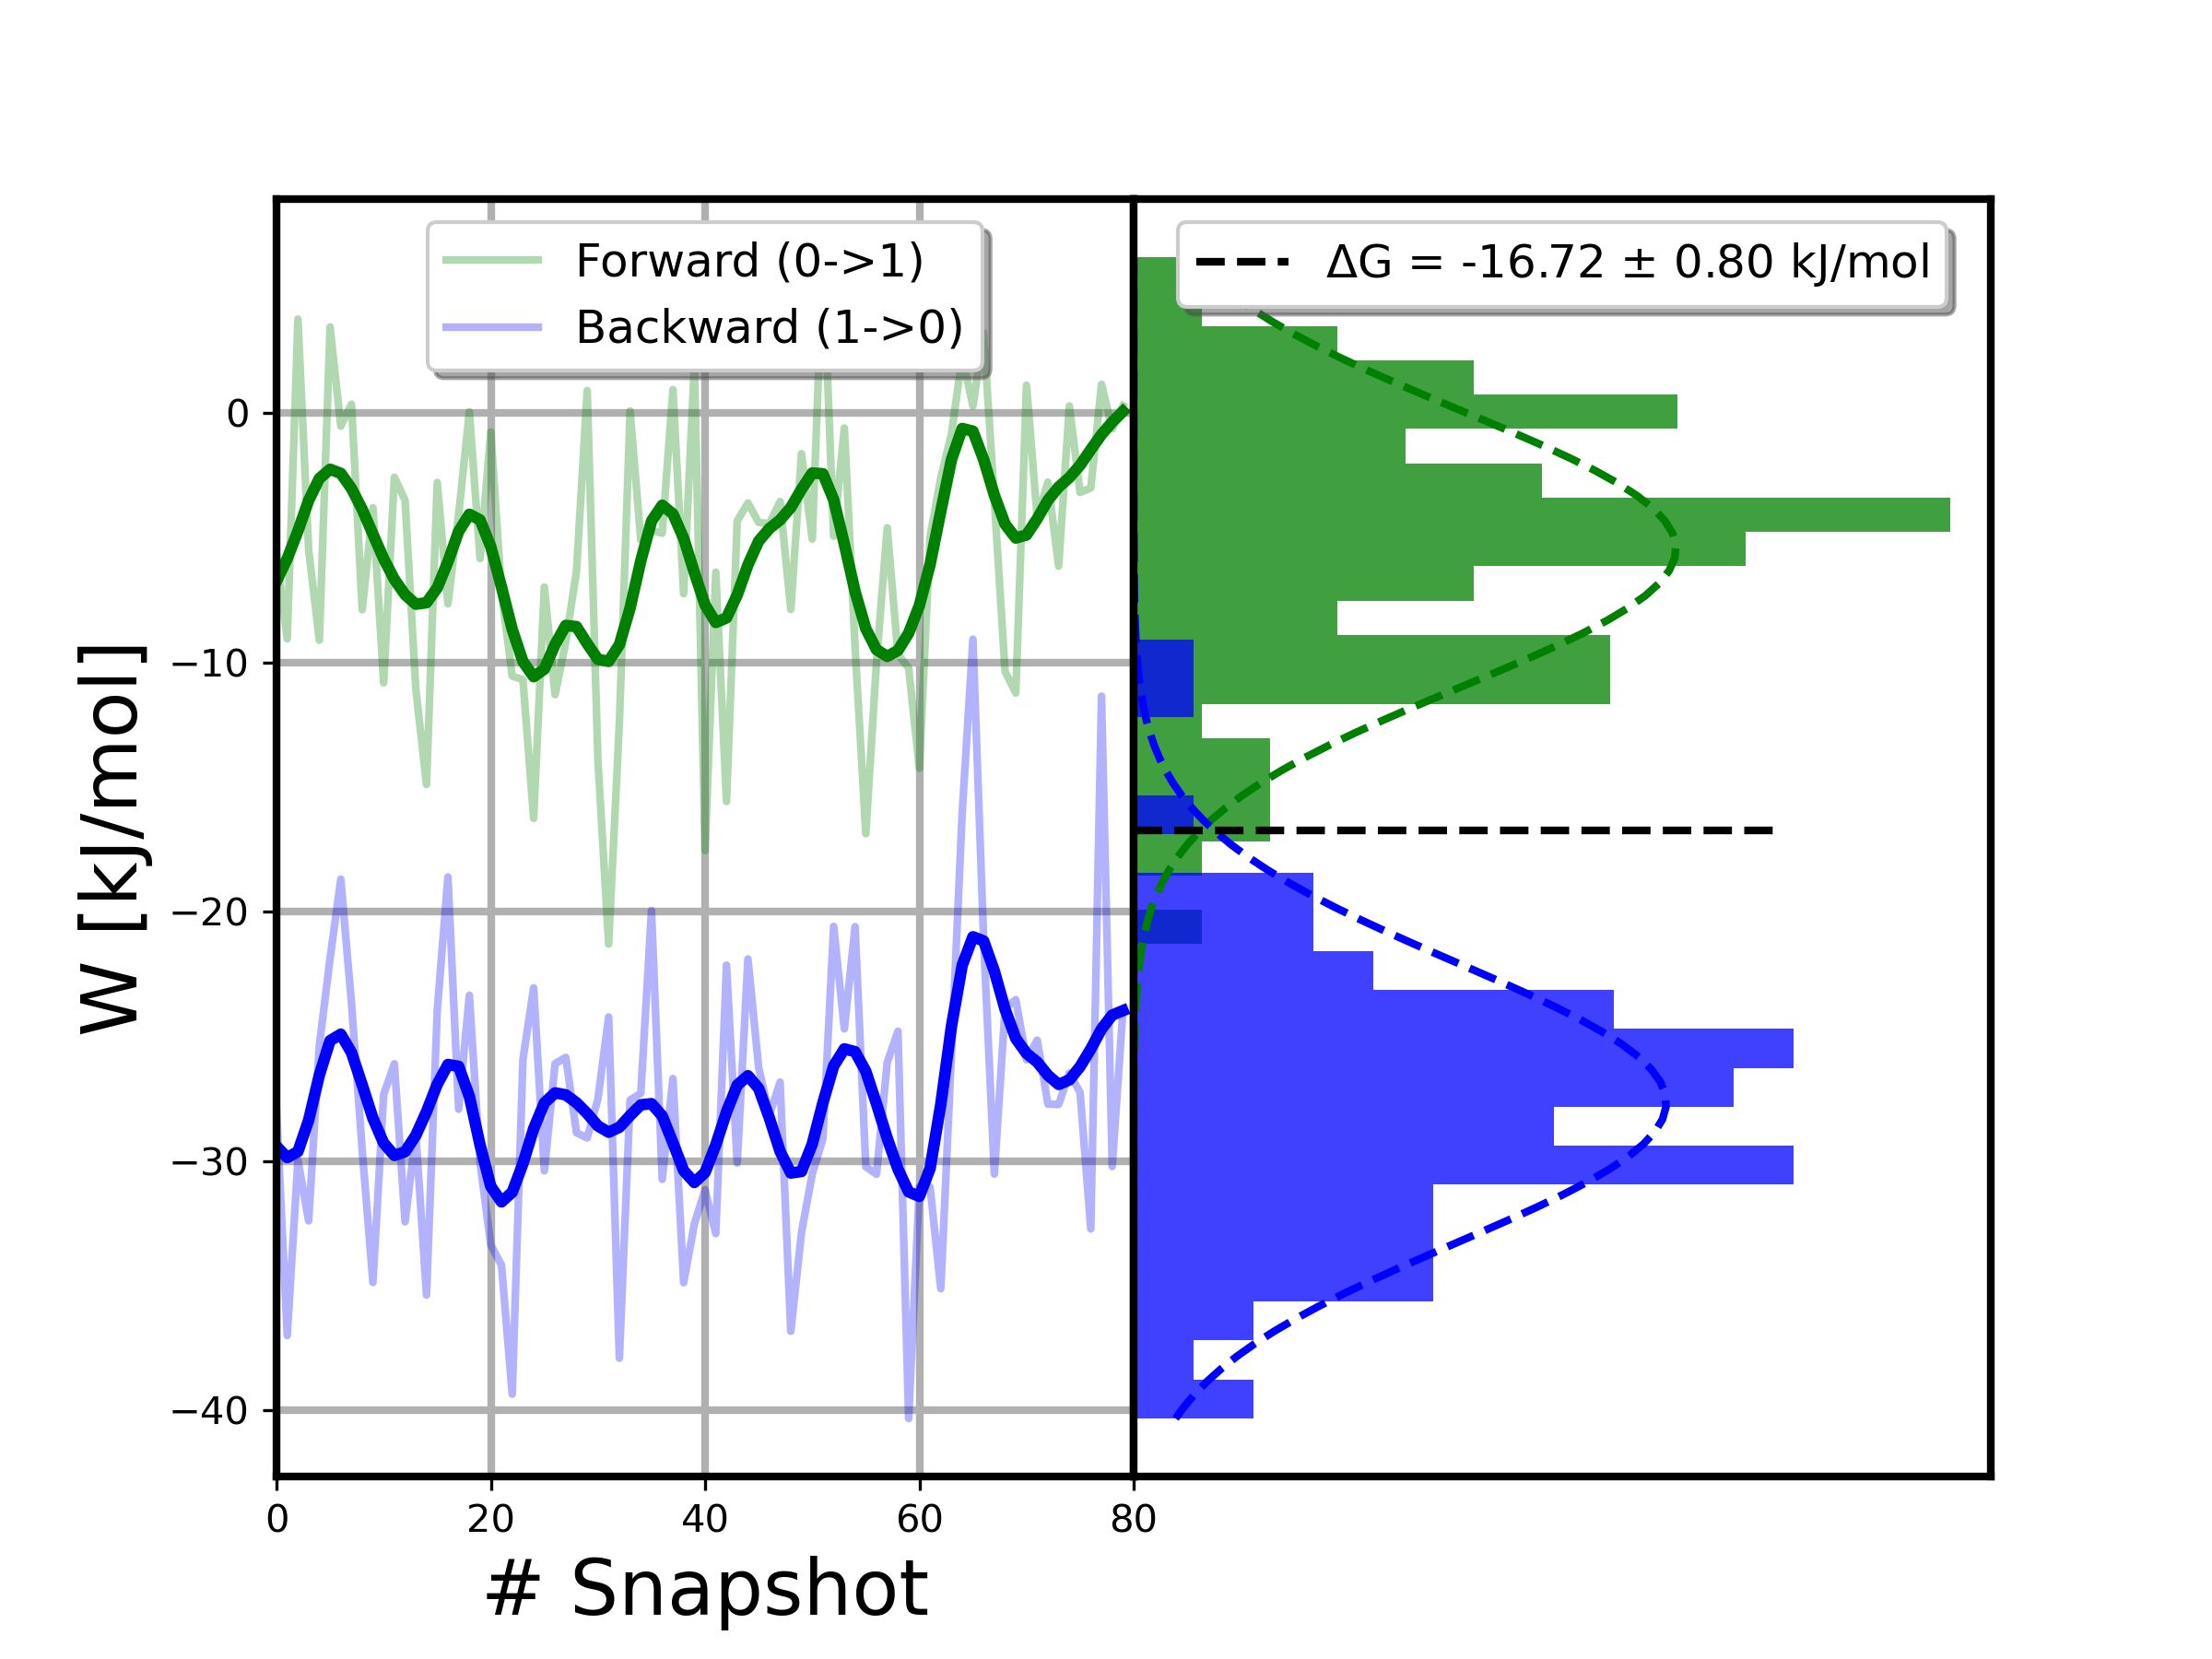 Forward (0->1)
Backward (1->0)
ΔG = -16.72 ± 0.80 kJ/mol
0
−10
−20
−30
−40
W [kJ/mol]
0 20 40 60 80
# Snapshot